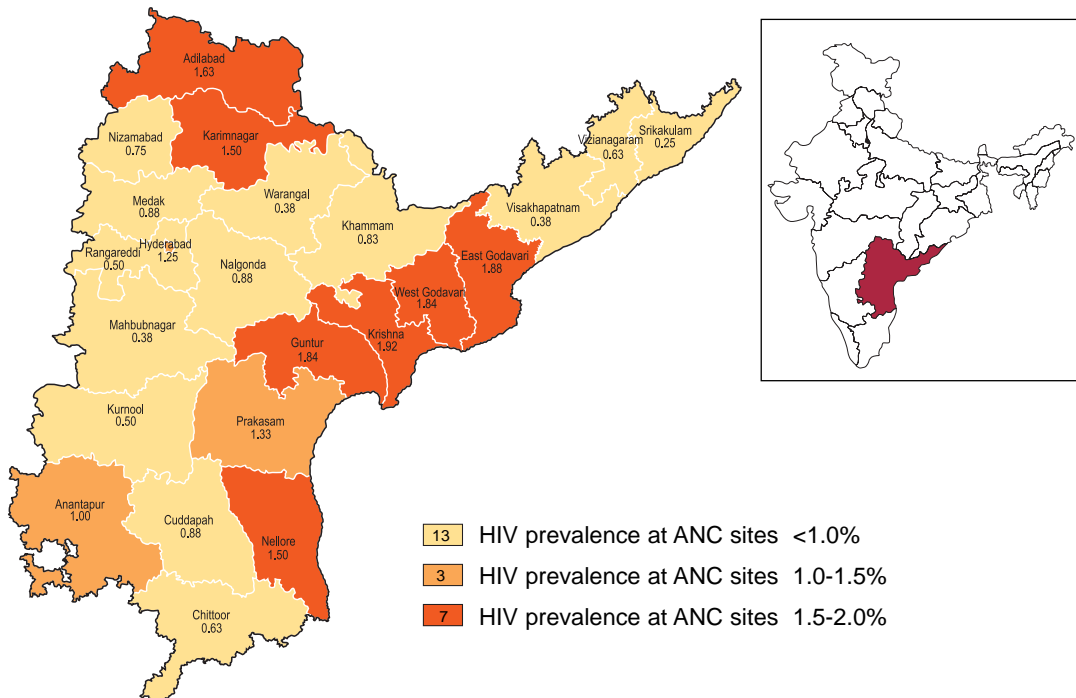 Adilabad
1.63
Nizamabad
0.75
Karimnagar
1.50
Vizianagaram
0.63
Srikakulam
0.25
Medak
0.88
Warangal
0.38
Visakhapatnam
0.38
Khammam
0.83
Hyderabad
1.25
Rangareddi
0.50
Nalgonda
0.88
East Godavari
1.88
West Godavari
1.84
Mahbubnagar
0.38
Guntur
1.84
Krishna
1.92
Kurnool
0.50
Prakasam
1.33
Anantapur
1.00
Cuddapah
0.88
Nellore
1.50
Chittoor
0.63
13 HIV prevalence at ANC sites <1.0%
3 HIV prevalence at ANC sites 1.0-1.5%
7 HIV prevalence at ANC sites 1.5-2.0%